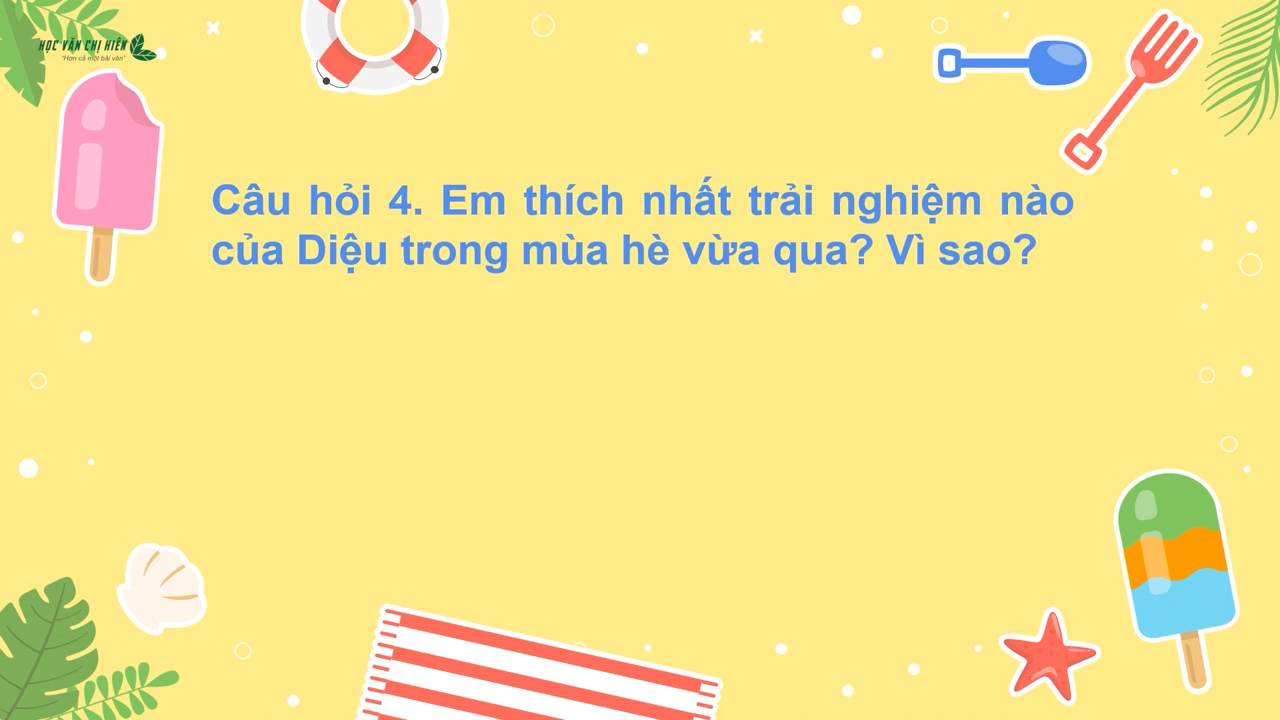 HỌC VĂN CHỊ HIÊN
"Hơn cả một bài văn"
Câu hỏi 4. Em thích nhất trải nghiệm nào
của Diệu trong mùa hè vừa qua? Vì sao?